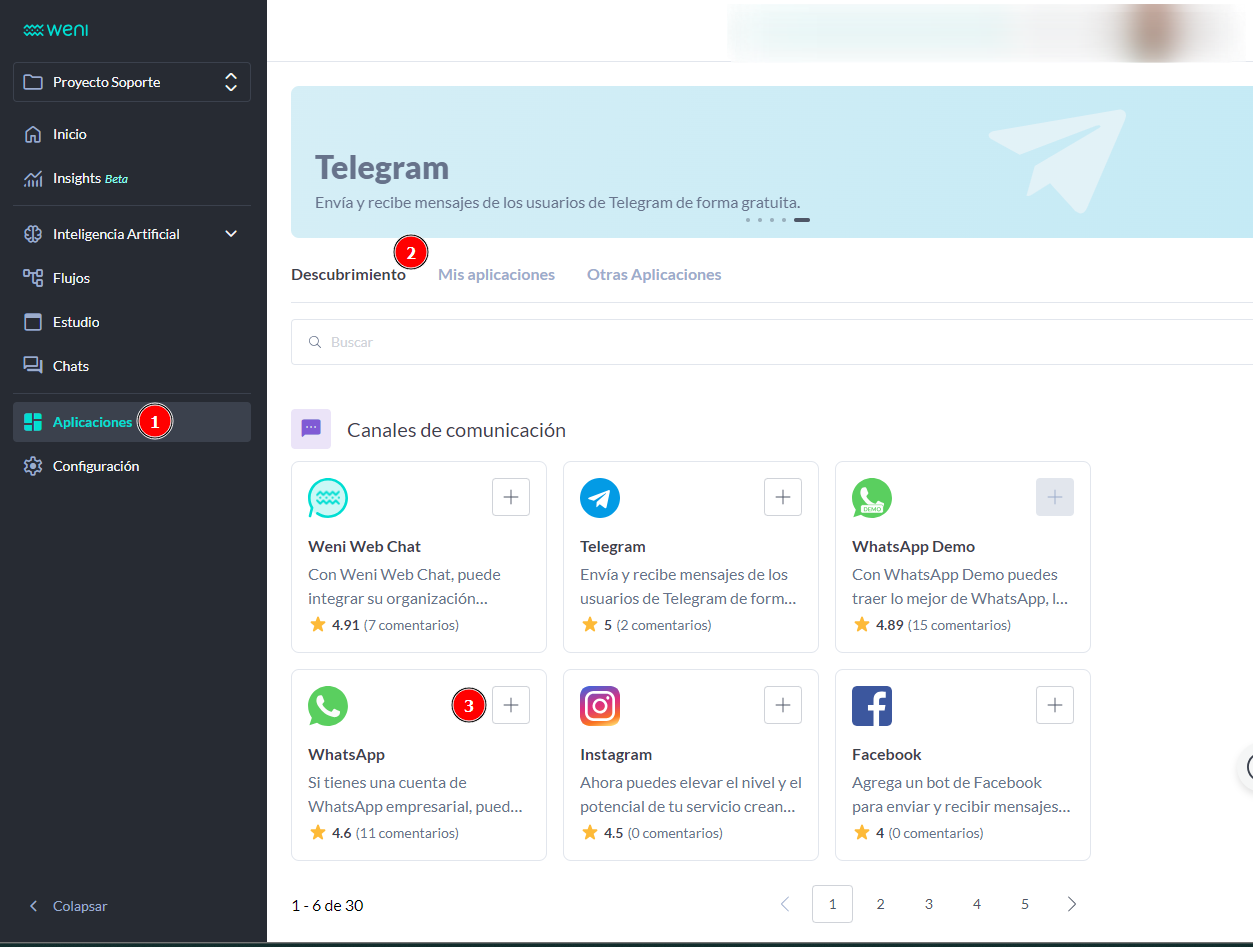 weni
Proyecto Soporte
Inicio
Insights Beta
Inteligencia Artificial
Flujos
Estudio
Chats
Aplicaciones 1
Configuración
Colapsar
Telegram
Envía y recibe mensajes de los usuarios de Telegram de forma gratuita.
2
Descubrimiento Mis aplicaciones Otras Aplicaciones
Buscar
Canales de comunicación
Weni Web Chat
Con Weni Web Chat, puede
integrar su organización...
4.91 (7 comentarios)
Telegram
Envía y recibe mensajes de los
usuarios de Telegram de form...
5 (2 comentarios)
DEMO
WhatsApp Demo
Con WhatsApp Demo puedes
traer lo mejor de WhatsApp, l...
4.89 (15 comentarios)
3
WhatsApp
Si tienes una cuenta de
WhatsApp empresarial, pued...
4.6 (11 comentarios)
Instagram
Ahora puedes elevar el nivel y el
potencial de tu servicio crean...
4.5 (0 comentarios)
Facebook
Agrega un bot de Facebook
para enviar y recibir mensajes...
4 (0 comentarios)
1 - 6 de 30
1 2 3 4 5